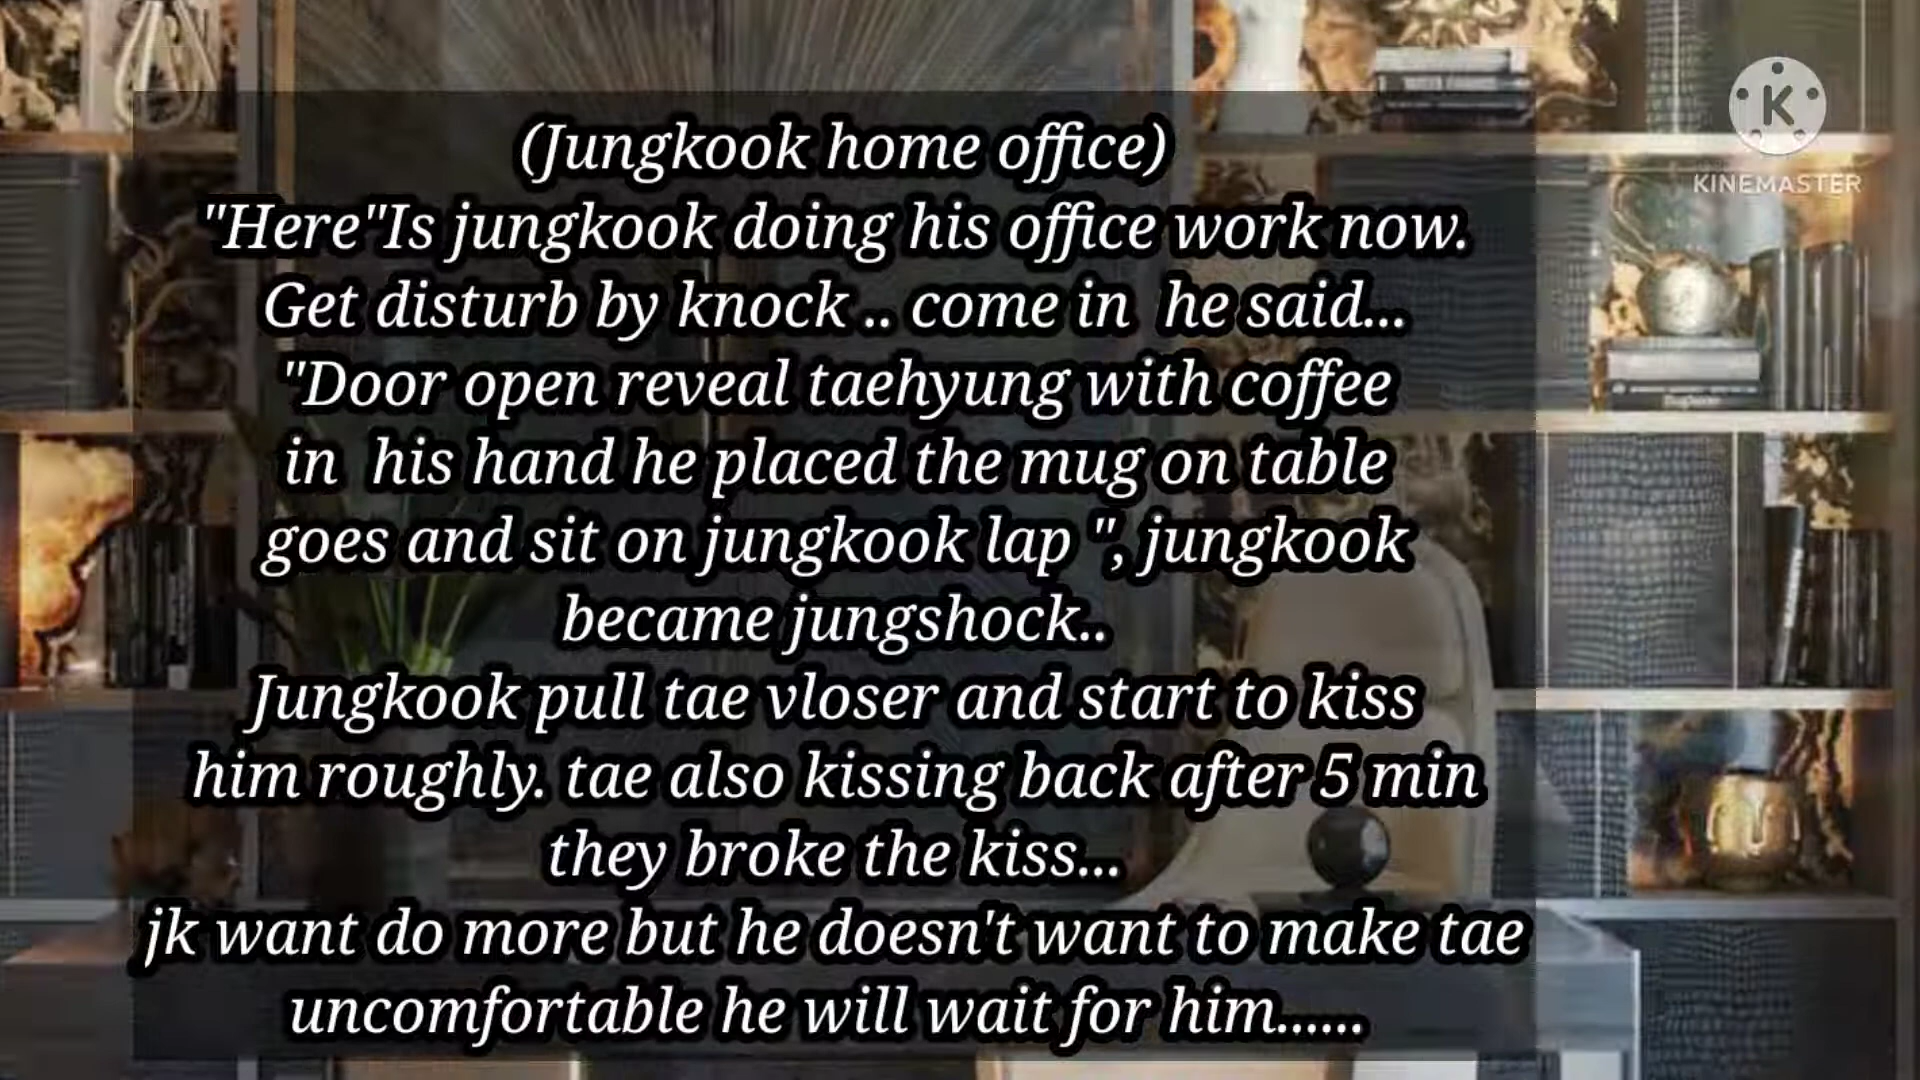 (Jungkook home office)
"Here"Is jungkook doing his office work now.
Get disturb by knock .. come in  he said...
"Door open reveal taehyung with coffee
in  his hand he placed the mug on table
goes and sit on jungkook lap ", jungkook
became jungshock..
Jungkook pull tae vloser and start to kiss
him roughly. tae also kissing back after 5 min
they broke the kiss...
jk want do more but he doesn't want to make tae
uncomfortable he will wait for him......
K
KINEMASTER